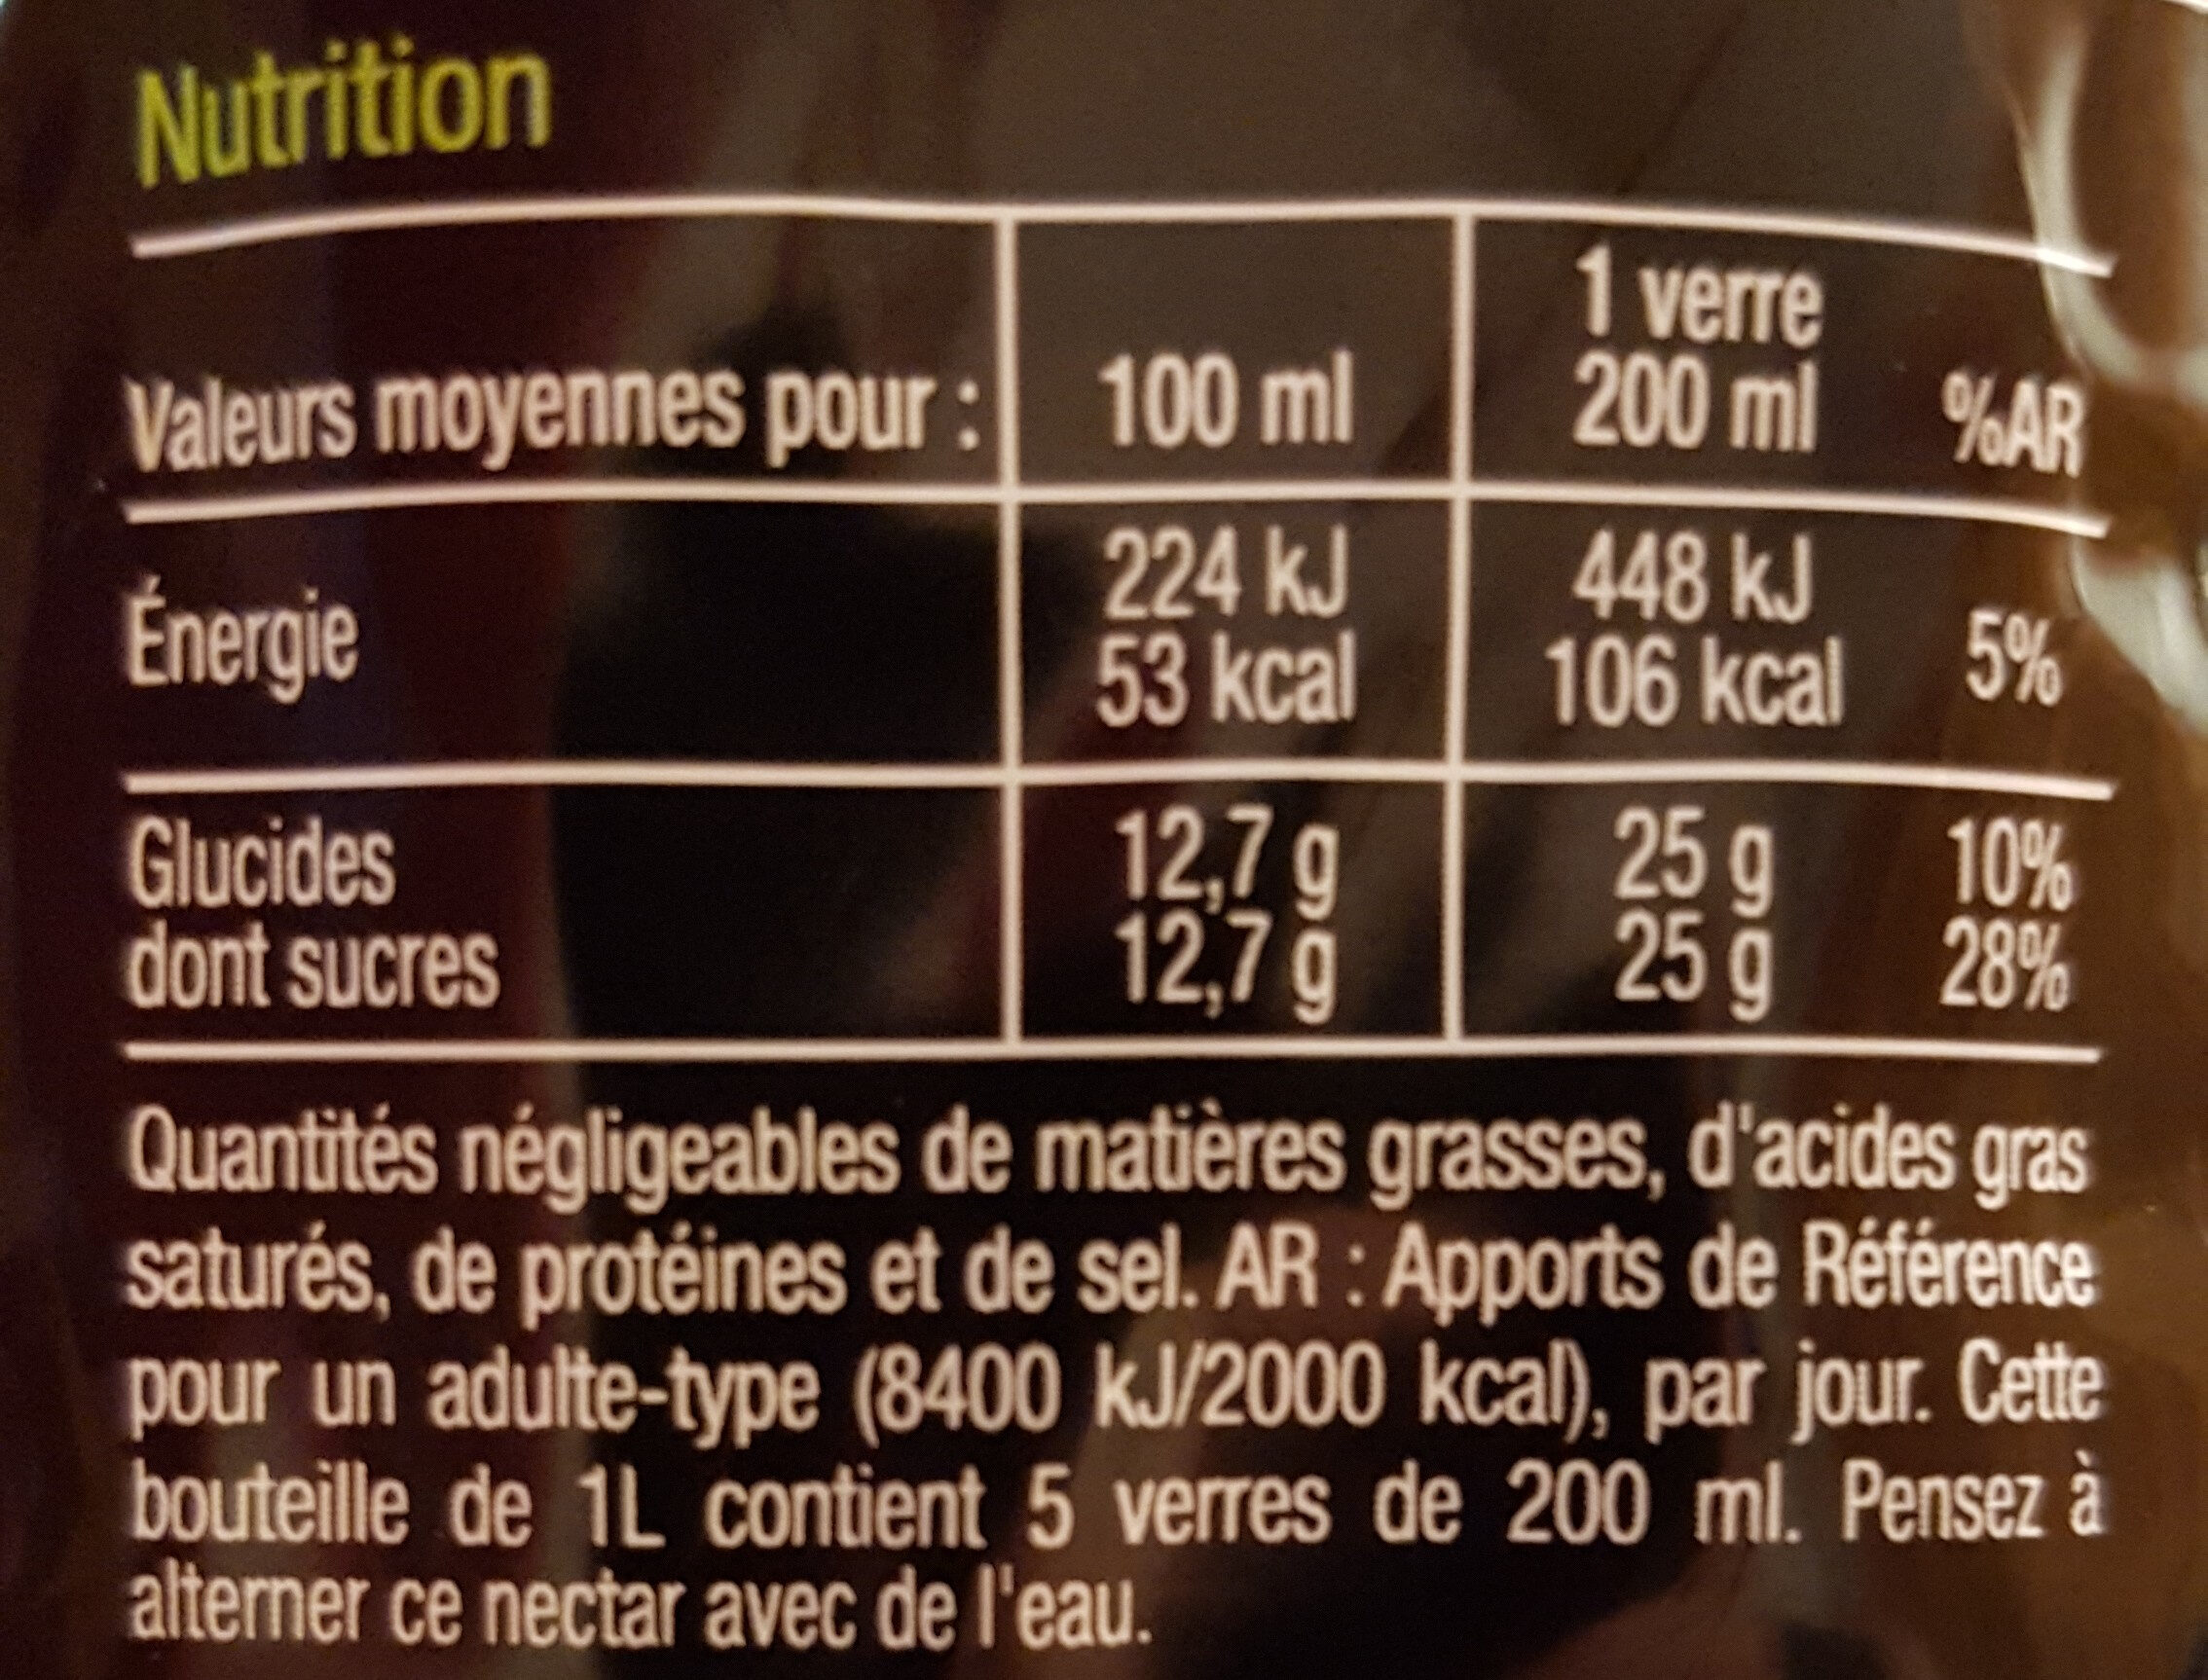 Nutrition
1 verre
Valeurs moyennes pour : 100 ml 200 ml %AR
224 kJ 448 kJ
Énergie 53 kcal 106 kcal 5%
Glucides 12,7 g 25 g 10%
dont sucres 12,7 g 25 g 28%
Quantités négligeables de matières grasses, d'acides gras
saturés, de protéines et de sel. AR : Apports de Référence
pour un adulte-type (8400 kJ/2000 kcal), par jour. Cette
bouteille de 1L contient 5 verres de 200 ml. Pensez à
alterner ce nectar avec de l'eau.